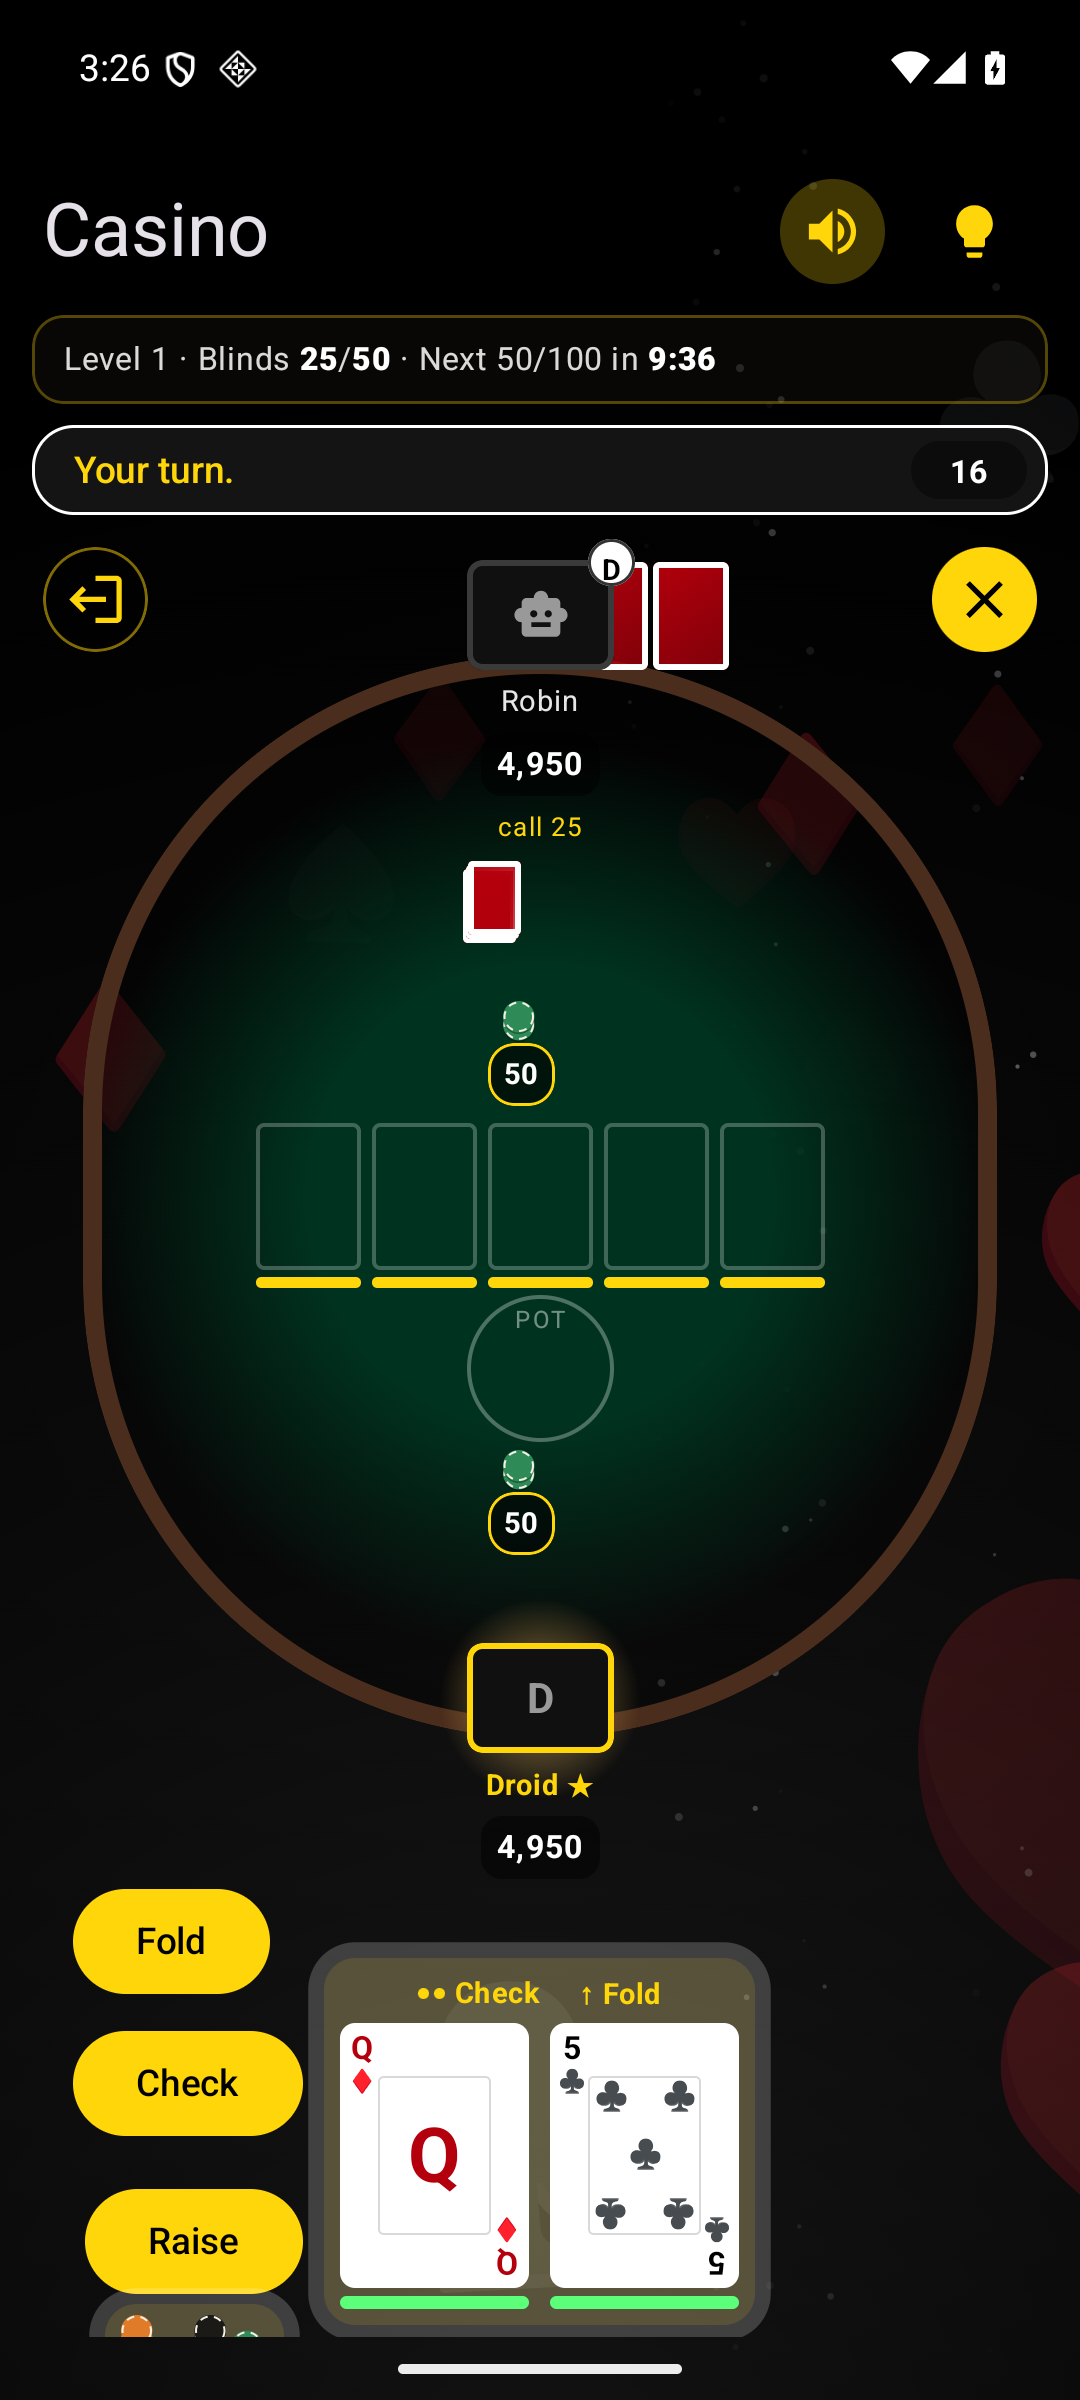 3:26
Casino
Level 1 · Blinds 25/50 · Next 50/100 in 9:36
Your turn.
16
D
Robin
4,950
call 25
50
POT
50
D
Droid ★
4,950
Fold
Check
Raise
•• Check ↑ Fold
Q
Q
Q
5
5